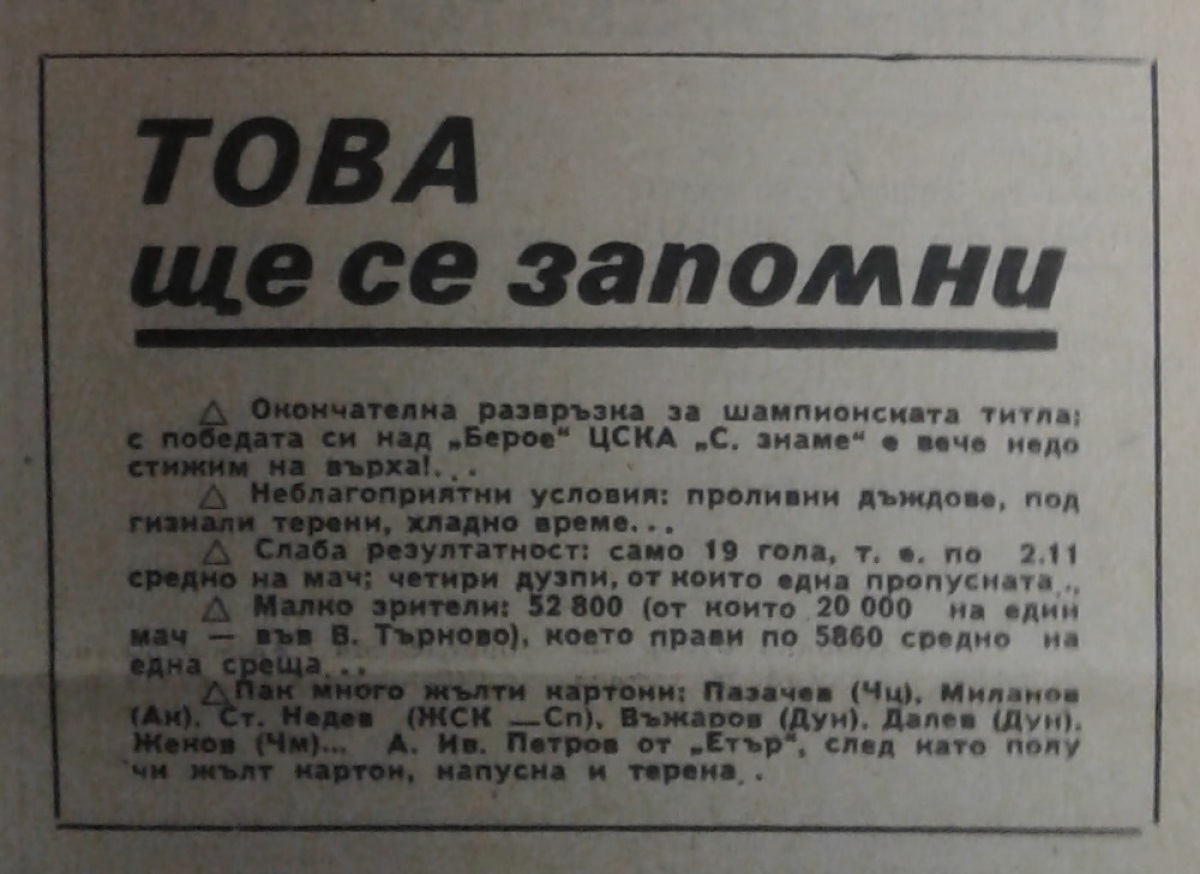 ТОВА
ще се запомни
△ Окончателна развръзка за шампионската титла:
с победата си над „Берое“ ЦСКА „С. знаме“ е вече недо
стижим на върха!...
△ Неблагоприятни условия: проливни дъждове, под
гизнали терени, хладно време...
△ Слаба резултатност: само 19 гола, т. е. по 2.11
средно на мач; четири дузпи, от които една пропусната..
△ Малко зрители: 52 800 (от които 20 000 на един
мач — във В. Търново), което прави по 5860 средно на
една среща...
△ Пак много жълти картони: Пазачев (Чц), Миланов
(Ак), Ст. Недев (ЖСК — Сп), Въжаров (Дун), Далев (Дун),
Жеков (Чм)... А. Ив. Петров от „Етър“, след като полу
чи жълт картон, напусна и терена..